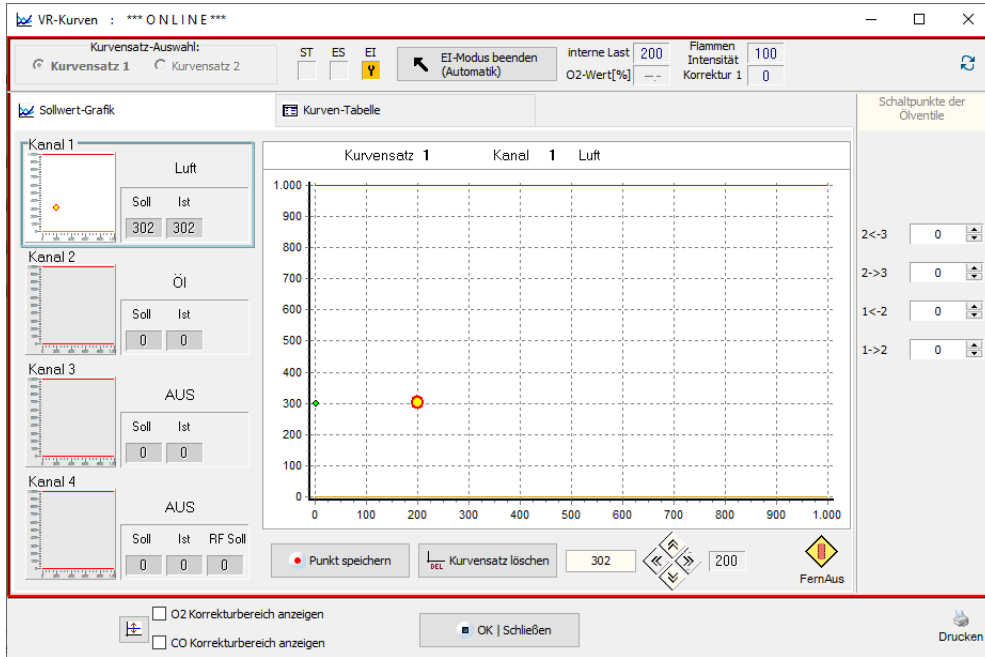 VR-Kurven : *** O N L I N E ***
Kurvensatz-Auswahl:
Kurvensatz 1 Kurvensatz 2
ST ES EI
EI-Modus beenden
(Automatik)
interne Last 200
O2-Wert[%] --.-
Flammen
Intensität 100
Korrektur 1 0
Sollwert-Grafik
Kurven-Tabelle
Schaltpunkte der
Ölventile
Kanal 1
Luft
Soll Ist
302 302
Kanal 2
Öl
Soll Ist
0 0
Kanal 3
AUS
Soll Ist
0 0
Kanal 4
AUS
Soll Ist RF Soll
0 0 0
Kurvensatz 1 Kanal 1 Luft
1.000
900
800
700
600
500
400
300
200
100
0
0 100 200 300 400 500 600 700 800 900 1.000
Punkt speichern
DEL Kurvensatz löschen
302
200
FernAus
2<-3 0
2->3 0
1<-2 0
1->2 0
O2 Korrekturbereich anzeigen
CO Korrekturbereich anzeigen
OK | Schließen
Drucken